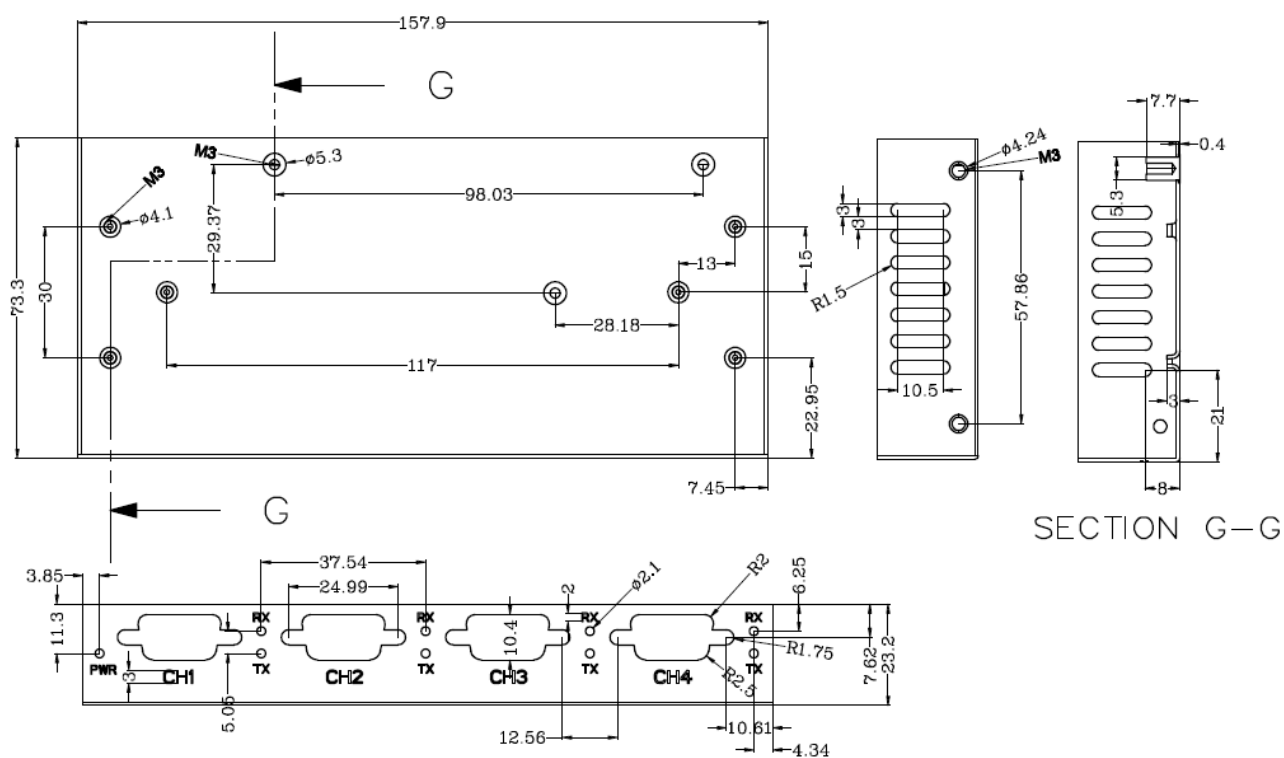 157.9
G
M3
ø5.3
M3
ø4.1
98.03
29.37
73.3
30
13
15
28.18
117
22.95
7.45
G
ø4.24
M3
3
3
R1.5
57.86
10.5
7.7
0.4
5.3
3
21
8
SECTION G-G
3.85
37.54
24.99
2
ø2.1
R2
6.25
11.3
RX
RX
RX
RX
10.4
PWR
TX
TX
TX
TX
R1.75
7.62
23.2
3
CH1
CH2
CH3
CH4
R2.5
5.05
12.56
10.61
4.34